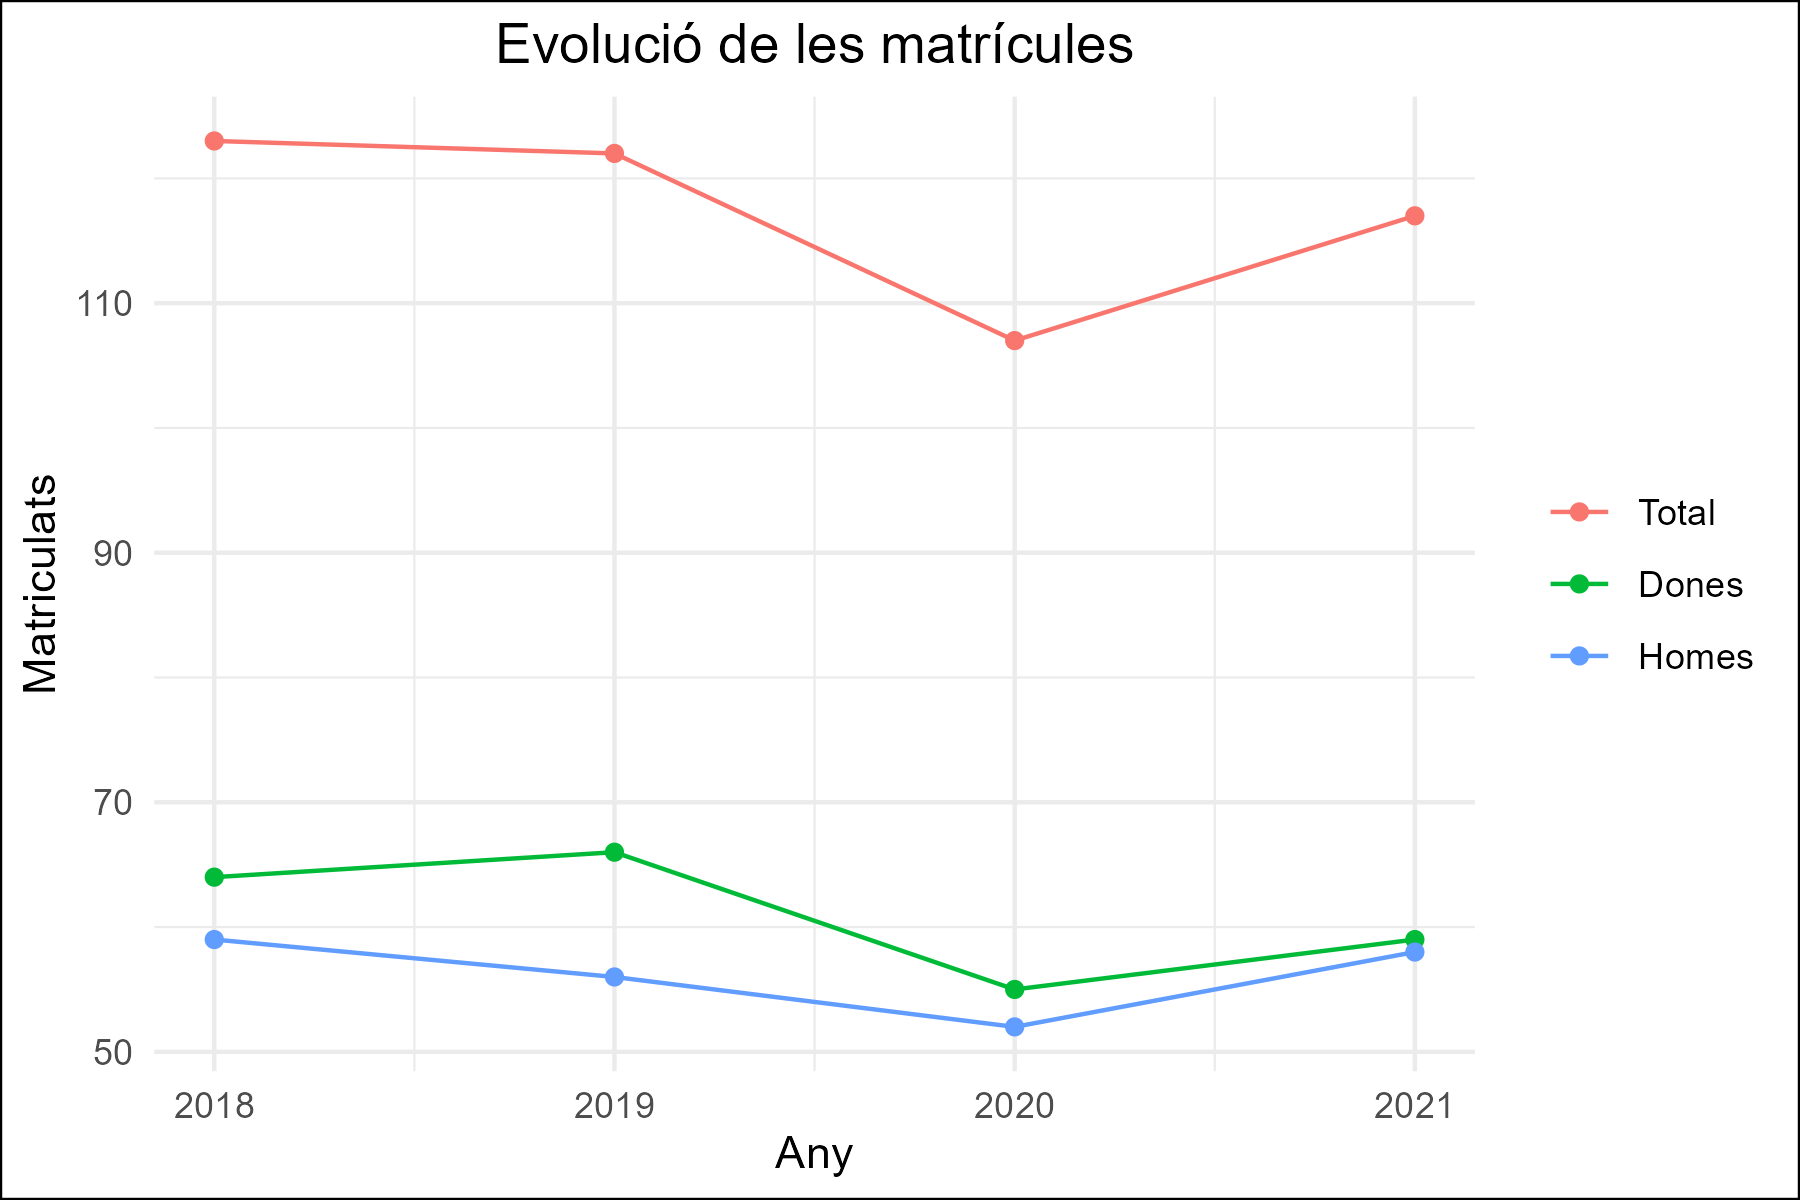 Evolució de les matrícules
Matriculats
110
90
70
50
2018 2019 2020 2021
Any
Total
Dones
Homes